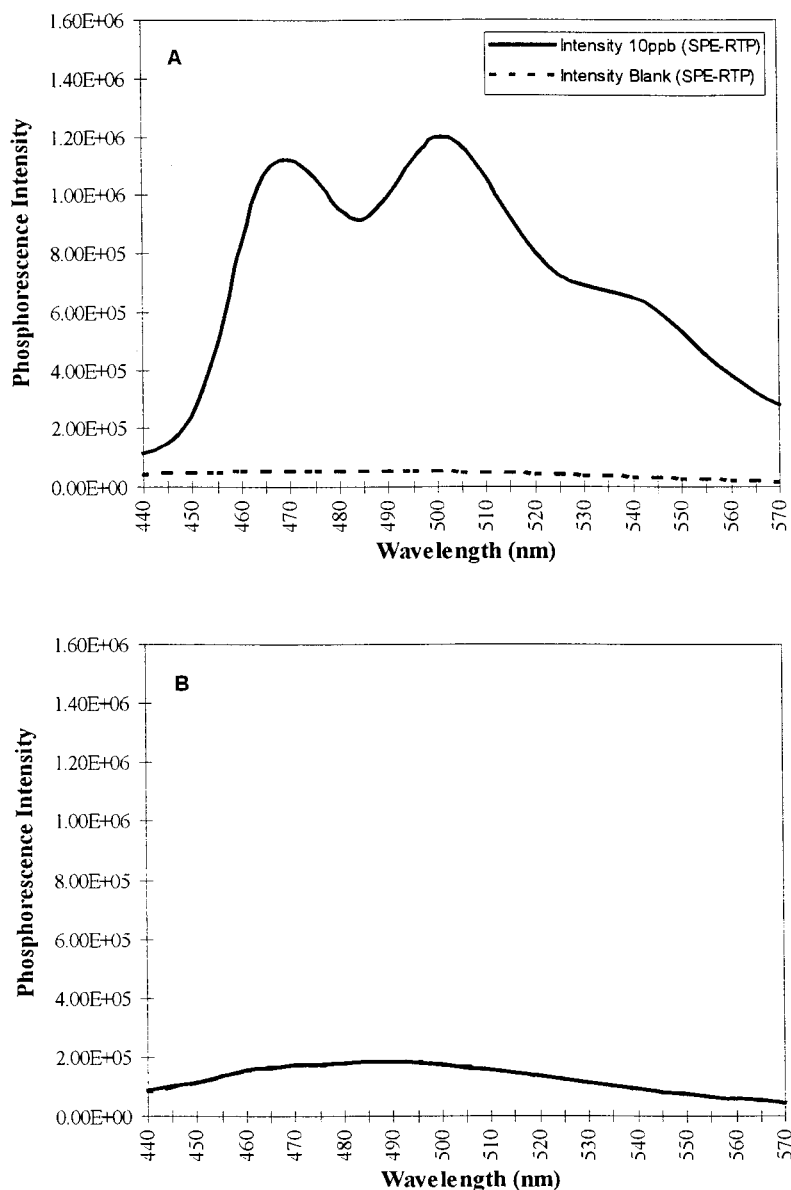 A
Intensity 10ppb (SPE-RTP)
Intensity Blank (SPE-RTP)
Phosphorescence Intensity
1.60E+06
1.40E+06
1.20E+06
1.00E+06
8.00E+05
6.00E+05
4.00E+05
2.00E+05
0.00E+00
440 450 460 470 480 490 500 510 520 530 540 550 560 570
Wavelength (nm)
B
Phosphorescence Intensity
1.60E+06
1.40E+06
1.20E+06
1.00E+06
8.00E+05
6.00E+05
4.00E+05
2.00E+05
0.00E+00
440 450 460 470 480 490 500 510 520 530 540 550 560 570
Wavelength (nm)